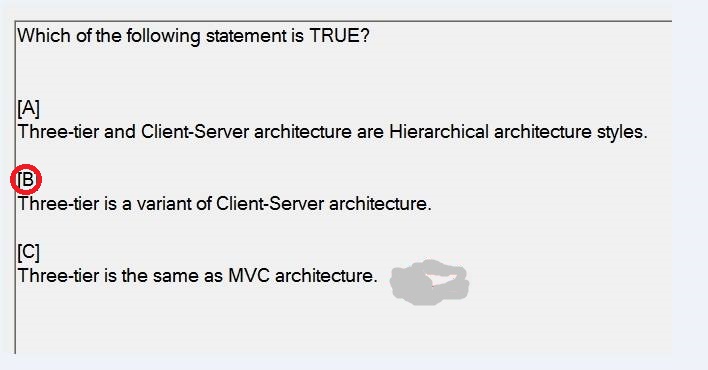 Which of the following statement is TRUE?
[A]
Three-tier and Client-Server architecture are Hierarchical architecture styles.
[B]
Three-tier is a variant of Client-Server architecture.
[C]
Three-tier is the same as MVC architecture.